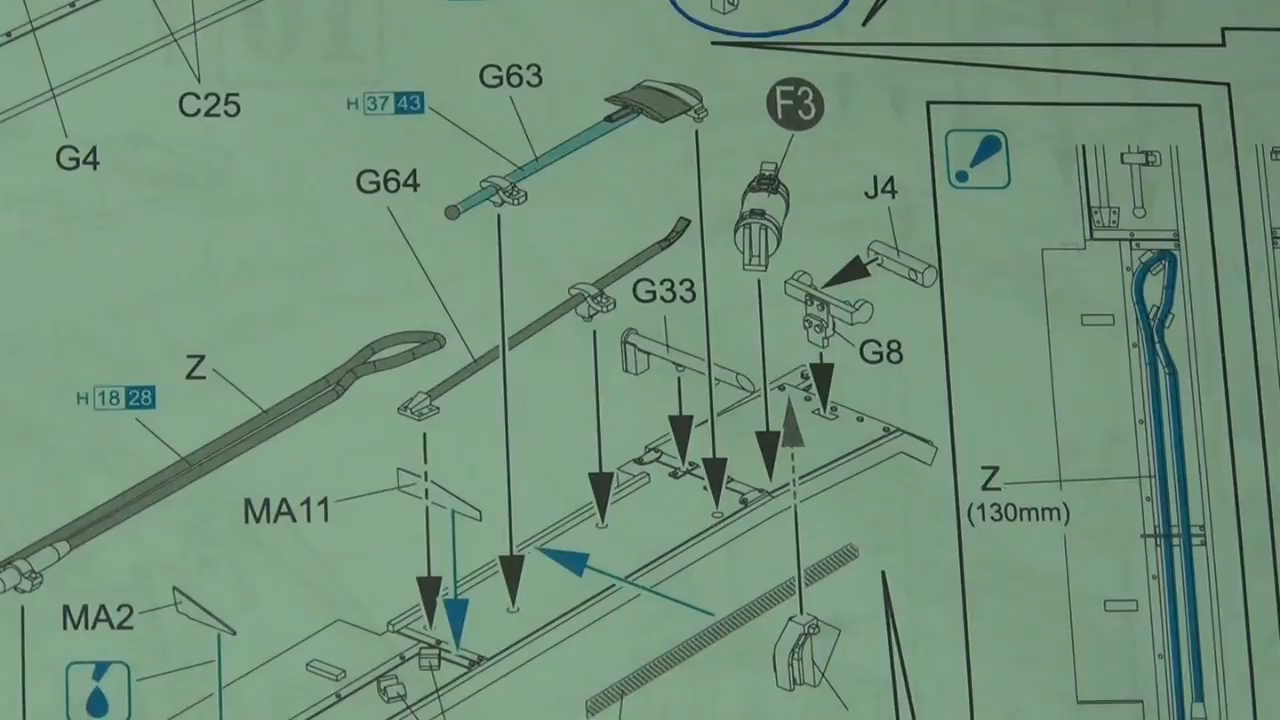 G63
H 37 43
F3
C25
G4
G64
J4
G33
G8
Z
H 18 28
MA11
Z
(130mm)
MA2